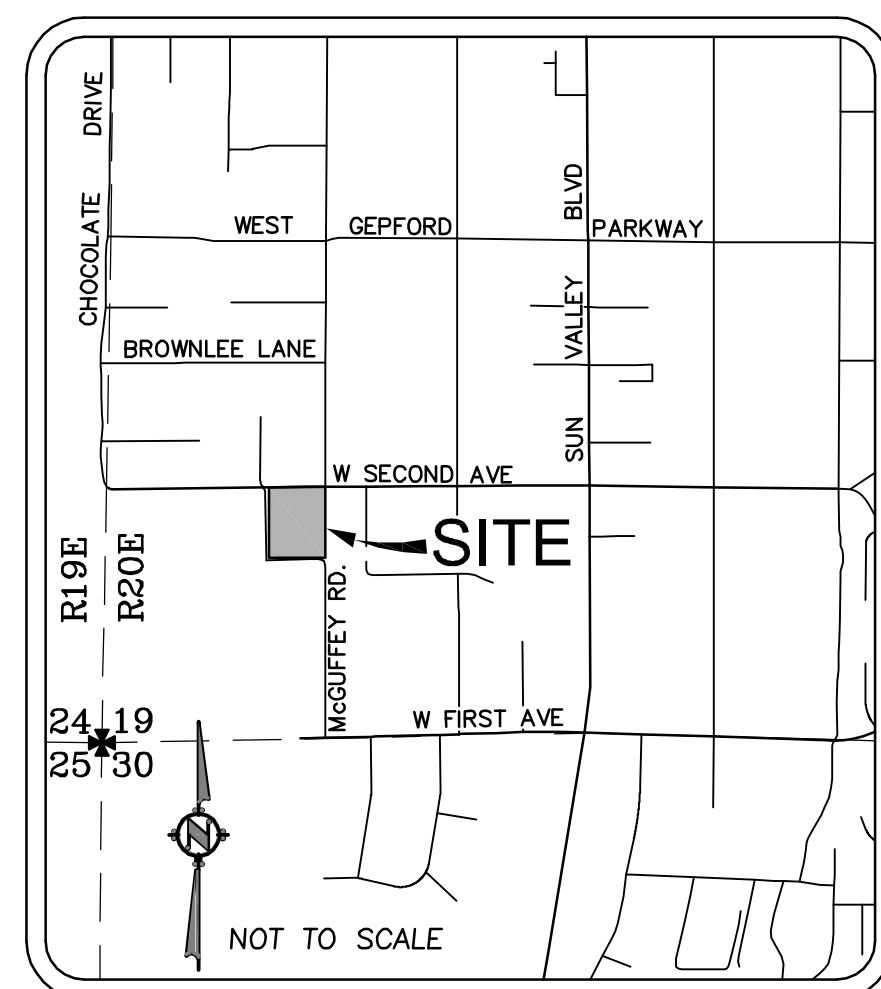 CHOCOLATE DRIVE
WEST GEPFORD PARKWAY
SUN VALLEY BLVD
BROWNLEE LANE
W SECOND AVE
SITE
R19E
R20E
McGUFFEY RD.
W FIRST AVE
24 19
25 30
N
NOT TO SCALE